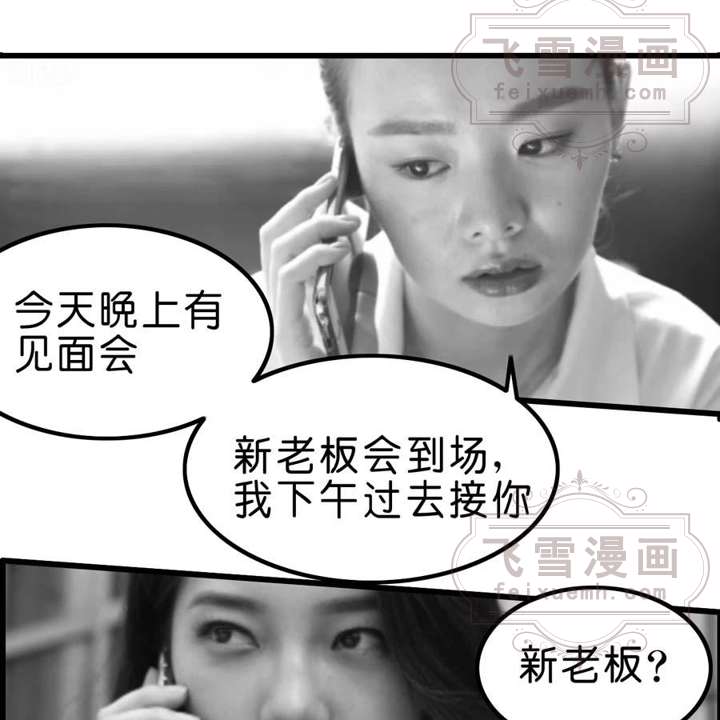 飞雪漫画
feixuemh.com
今天晚上有
见面会
新老板会到场，
我下午过去接你
飞雪漫画
feixuemh.com
新老板？